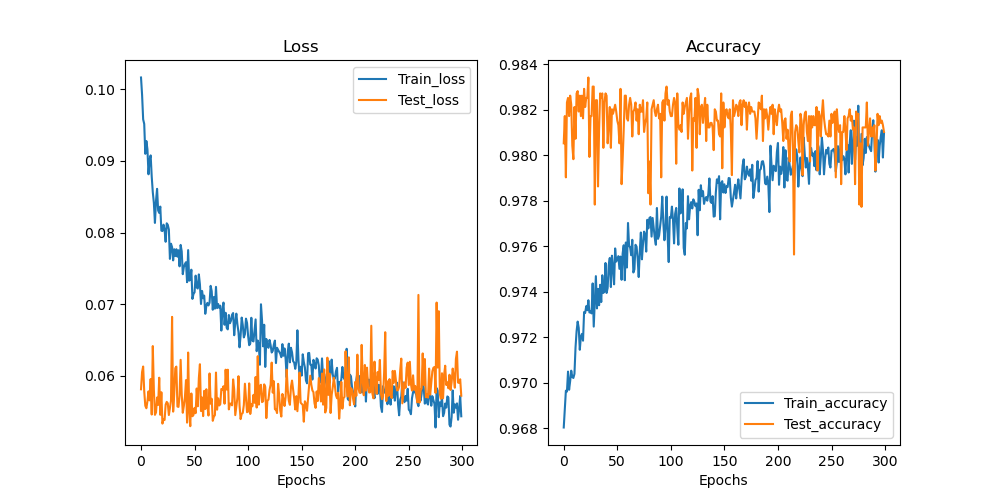 Loss
0.10
0.09
0.08
0.07
0.06
0 50 100 150 200 250 300
Epochs
Train_loss
Test_loss
Accuracy
0.984
0.982
0.980
0.978
0.976
0.974
0.972
0.970
0.968
0 50 100 150 200 250 300
Epochs
Train_accuracy
Test_accuracy